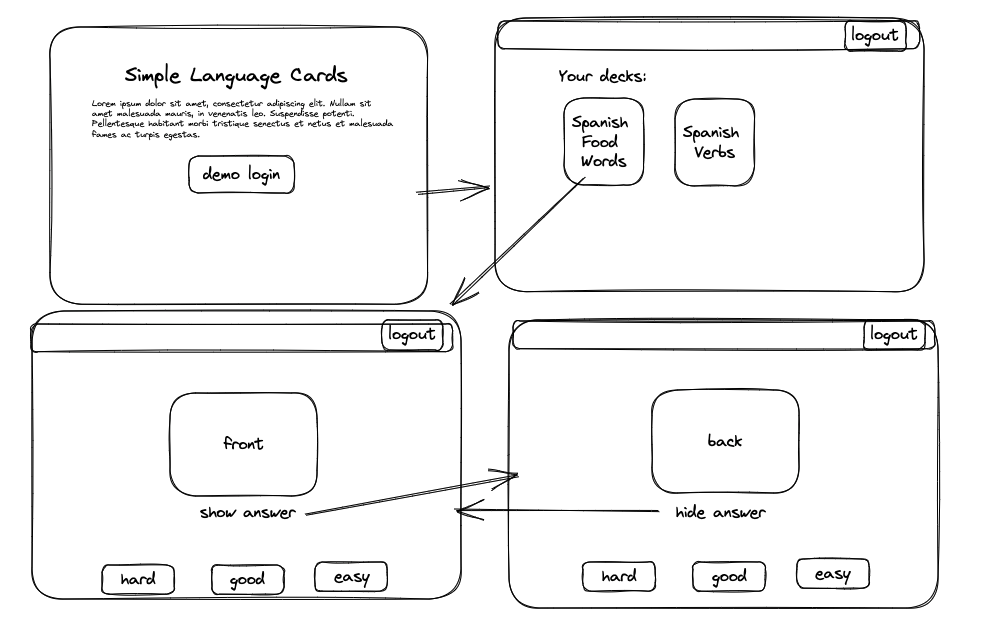 Simple Language Cards
Lorem ipsum dolor sit amet, consectetur adipiscing elit. Nullam sit
amet malesuada mauris, in venenatis leo. Suspendisse potenti.
Pellentesque habitant morbi tristique senectus et netus et malesuada
fames ac turpis egestas.
demo login
logout
Your decks:
Spanish
Food
Words
Spanish
Verbs
logout
front
show answer
hard
good
easy
logout
back
hide answer
hard
good
easy